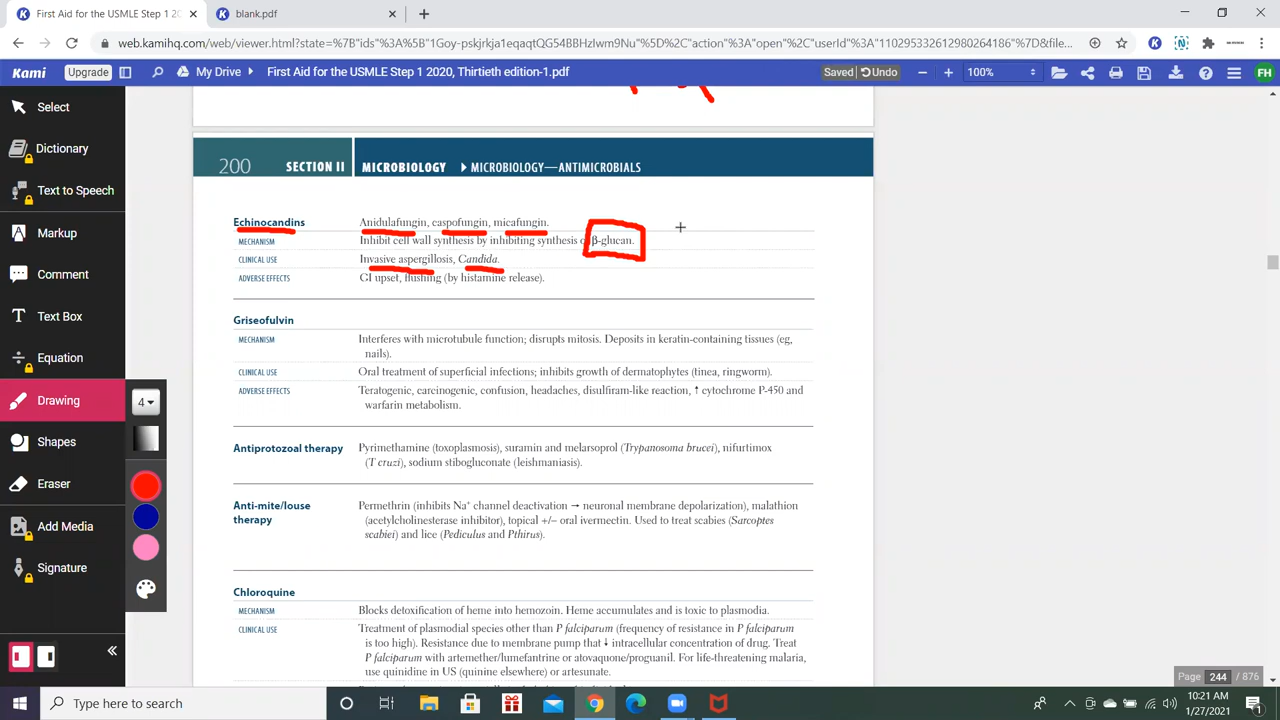 First Aid for the USMLE Step 1 20
blank.pdf
web.kamihq.com/web/viewer.html?state=%7B"ids"%3A%5B"1Goy-pskjrkja1eqaqtQG54BBHzlwm9Nu"%5D%2C"action"%3A"open"%2C"userId"%3A"110295332612980264186"%7D&file...
Kami
Upgrade
My Drive
First Aid for the USMLE Step 1 2020, Thirtieth edition-1.pdf
Saved
Undo
100%
FH
Select
Dictionary
Text to Speech
Markup
Comment
Text Box
Equation
Drawing
4
Shapes
Eraser
Add Media
Signature
200 SECTION II MICROBIOLOGY MICROBIOLOGY—ANTIMICROBIALS
Echinocandins Anidulafungin, caspofungin, micafungin.
MECHANISM Inhibit cell wall synthesis by inhibiting synthesis of β-glucan.
CLINICAL USE Invasive aspergillosis, Candida.
ADVERSE EFFECTS GI upset, flushing (by histamine release).
Griseofulvin
MECHANISM Interferes with microtubule function; disrupts mitosis. Deposits in keratin-containing tissues (eg,
nails).
CLINICAL USE Oral treatment of superficial infections; inhibits growth of dermatophytes (tinea, ringworm).
ADVERSE EFFECTS Teratogenic, carcinogenic, confusion, headaches, disulfiram-like reaction, ↑ cytochrome P-450 and
warfarin metabolism.
Antiprotozoal therapy Pyrimethamine (toxoplasmosis), suramin and melarsoprol (Trypanosoma brucei), nifurtimox
(T cruzi), sodium stibogluconate (leishmaniasis).
Anti-mite/louse Permethrin (inhibits Na⁺ channel deactivation → neuronal membrane depolarization), malathion
therapy (acetylcholinesterase inhibitor), topical +/– oral ivermectin. Used to treat scabies (Sarcoptes
scabiei) and lice (Pediculus and Pthirus).
Chloroquine
MECHANISM Blocks detoxification of heme into hemozoin. Heme accumulates and is toxic to plasmodia.
CLINICAL USE Treatment of plasmodial species other than P falciparum (frequency of resistance in P falciparum
is too high). Resistance due to membrane pump that ↓ intracellular concentration of drug. Treat
P falciparum with artemether/lumefantrine or atovaquone/proguanil. For life-threatening malaria,
use quinidine in US (quinine elsewhere) or artesunate.
Page 244 / 876
Type here to search
10:21 AM
1/27/2021